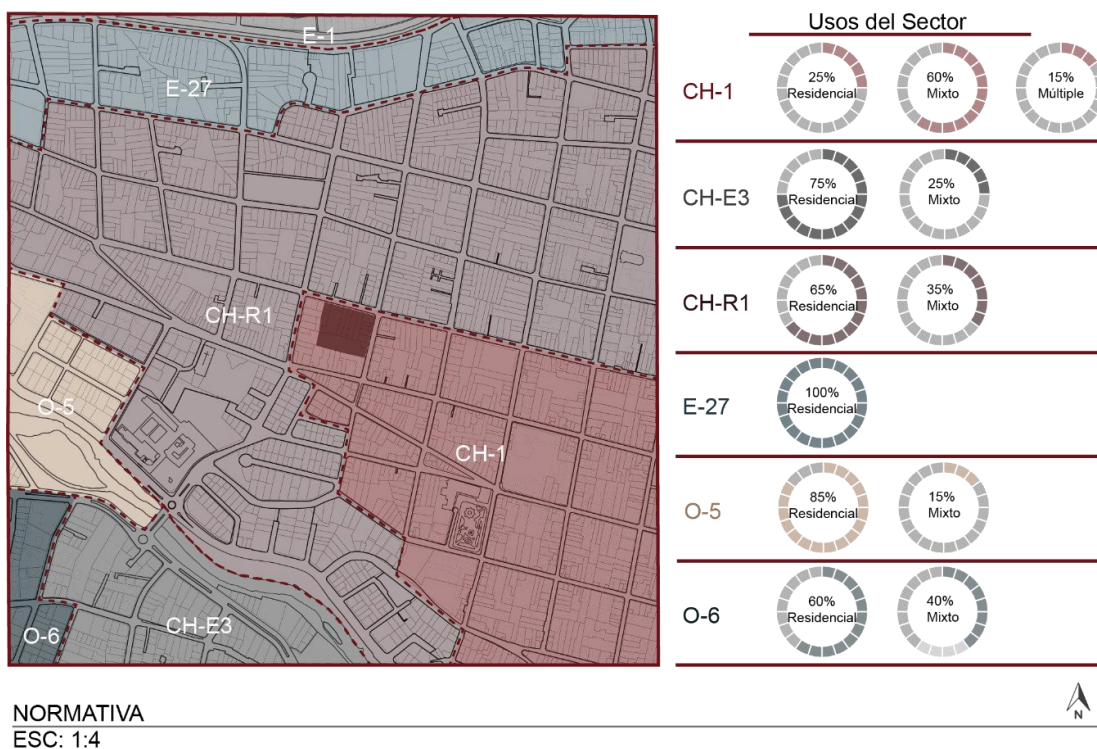 E-1
E-27
CH-R1
O-5
CH-1
CH-E3
O-6
Usos del Sector
CH-1
25%
Residencial
60%
Mixto
15%
Múltiple
CH-E3
75%
Residencial
25%
Mixto
CH-R1
65%
Residencial
35%
Mixto
E-27
100%
Residencial
O-5
85%
Residencial
15%
Mixto
O-6
60%
Residencial
40%
Mixto
N
NORMATIVA
ESC: 1:4